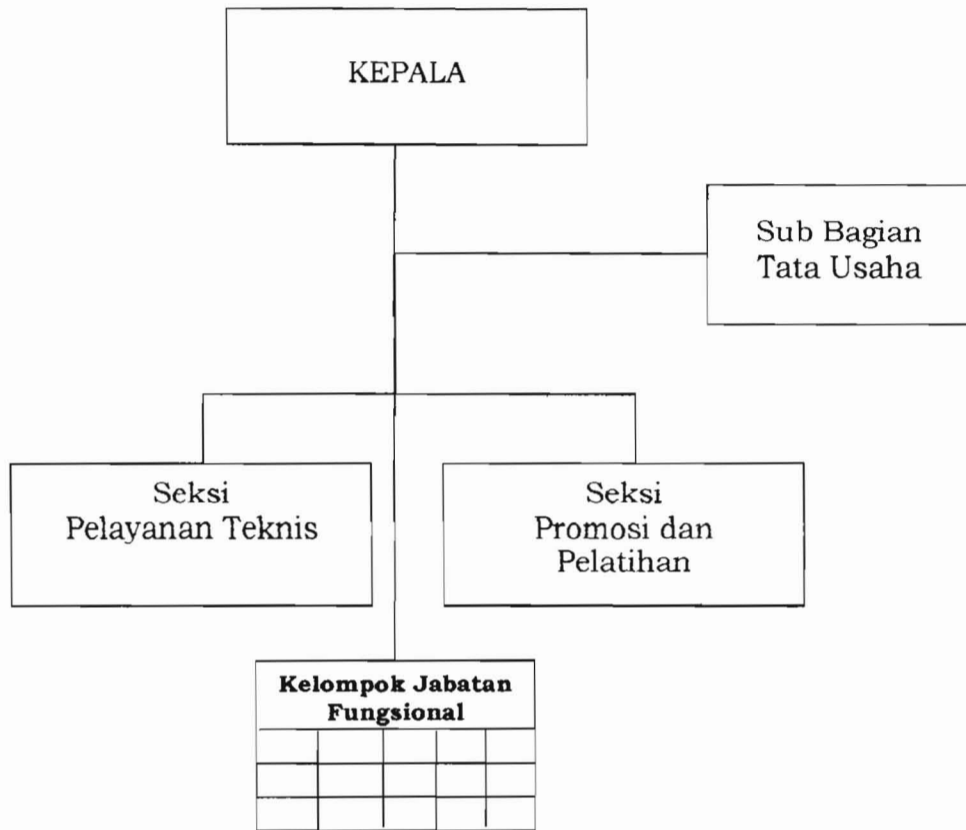 KEPALA
Sub Bagian
Tata Usaha
Seksi
Pelayanan Teknis
Seksi
Promosi dan
Pelatihan
Kelompok Jabatan
Fungsional